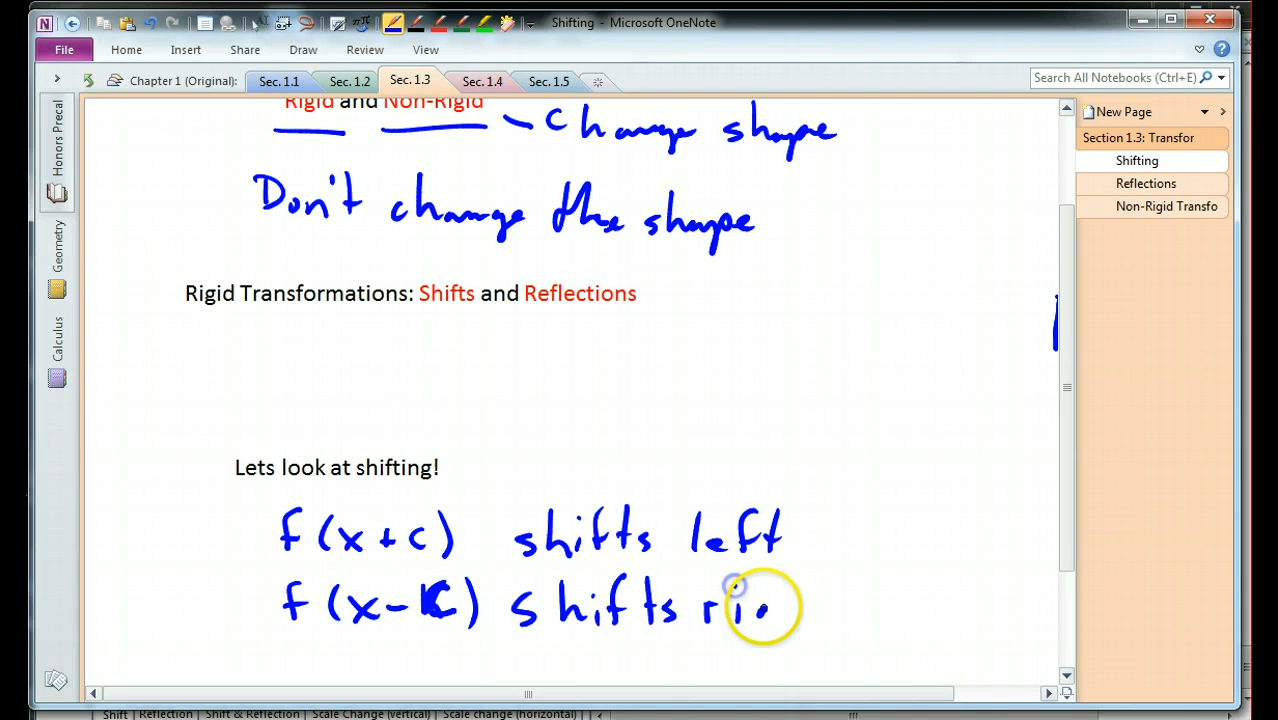 Shifting - Microsoft OneNote
File Home Insert Share Draw Review View
Chapter 1 (Original): Sec. 1.1 Sec. 1.2 Sec. 1.3 Sec. 1.4 Sec. 1.5 Search All Notebooks (Ctrl+E)
Honors Precal
Geometry
Calculus
New Page
Section 1.3: Transfor
Shifting
Reflections
Non-Rigid Transfo
Rigid and Non-Rigid
Change shape
Don't change the shape
Rigid Transformations: Shifts and Reflections
Lets look at shifting!
f(x+c) shifts left
f(x-c) shifts ri
Shift Reflection Shift & Reflection Scale Change (vertical) Scale change (horizontal)